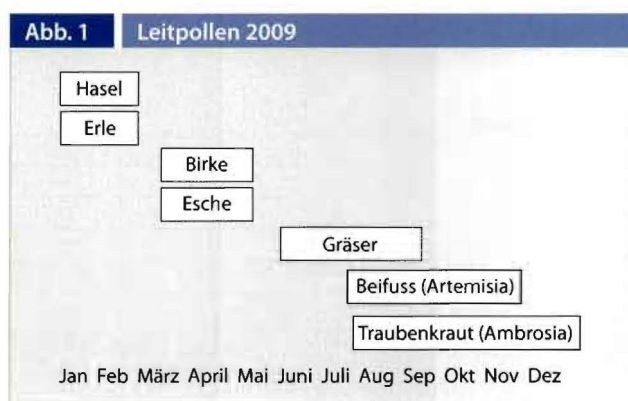 Abb. 1 Leitpollen 2009
Hasel
Erle
Birke
Esche
Gräser
Beifuss (Artemisia)
Traubenkraut (Ambrosia)
Jan Feb März April Mai Juni Juli Aug Sep Okt Nov Dez